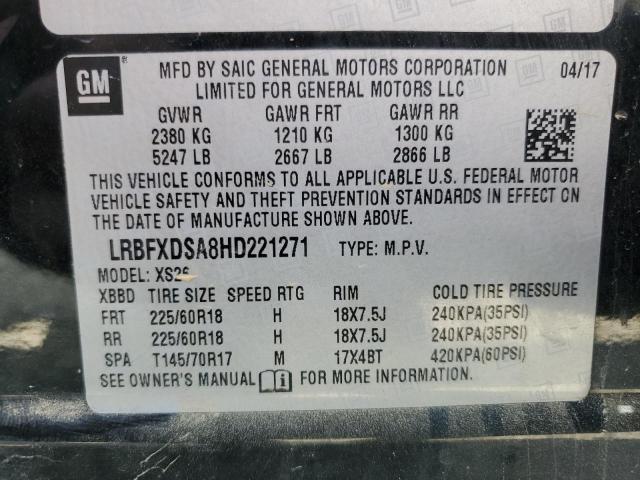 GM
MFD BY SAIC GENERAL MOTORS CORPORATION 04/17
LIMITED FOR GENERAL MOTORS LLC
GVWR GAWR FRT GAWR RR
2380 KG 1210 KG 1300 KG
5247 LB 2667 LB 2866 LB
THIS VEHICLE CONFORMS TO ALL APPLICABLE U.S. FEDERAL MOTOR
VEHICLE SAFETY AND THEFT PREVENTION STANDARDS IN EFFECT ON
THE DATE OF MANUFACTURE SHOWN ABOVE.
LRBFXDSA8HD221271 TYPE: M.P.V.
MODEL: XS26
XBBD TIRE SIZE SPEED RTG RIM COLD TIRE PRESSURE
FRT 225/60R18 H 18X7.5J 240KPA(35PSI)
RR 225/60R18 H 18X7.5J 240KPA(35PSI)
SPA T145/70R17 M 17X4BT 420KPA(60PSI)
SEE OWNER'S MANUAL FOR MORE INFORMATION.